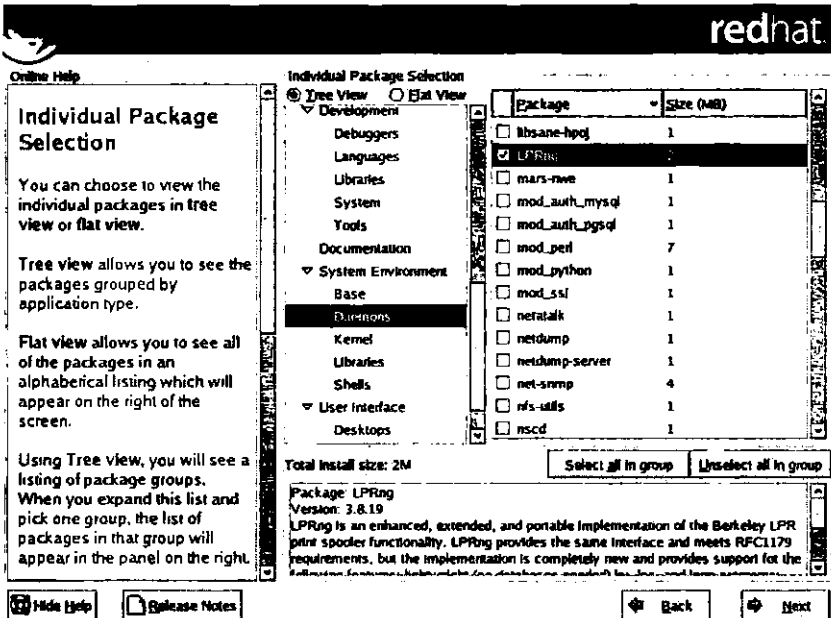 redhat.
Online Help
Individual Package
Selection
You can choose to view the
individual packages in tree
view or flat view.
Tree view allows you to see the
packages grouped by
application type.
Flat view allows you to see all
of the packages in an
alphaberical listing which will
appear on the right of the
screen.
Using Tree view, you will see a
listing of package groups.
When you expand this list and
pick one group, the list of
packages in that group will
appear in the panel on the right.
Individual Package Selection
Tree View Flat View
Development
Debuggers
Languages
Libraries
System
Tools
Documentation
System Environment
Base
Daemons
Kernel
Libraries
Shells
User Interface
Desktops
Package Size (MB)
libsane-hpoj 1
LPRng 2
mars-nwe 1
mod_auth_mysql 1
mod_auth_pgsql 1
mod_perl 7
mod_python 1
mod_ssl 1
netatalk 1
netdump 1
netdump-server 1
net-snmp 4
nfs-utils 1
nscd 1
Total install size: 2M
Select all in group Unselect all in group
Package: LPRng
Version: 3.8.19
LPRng is an enhanced, extended, and portable implementation of the Berkeley LPR
print spooler functionality. LPRng provides the same interface and meets RFC1179
requirements, but the implementation is completely new and provides support for the
Hide Help Release Notes Back Next